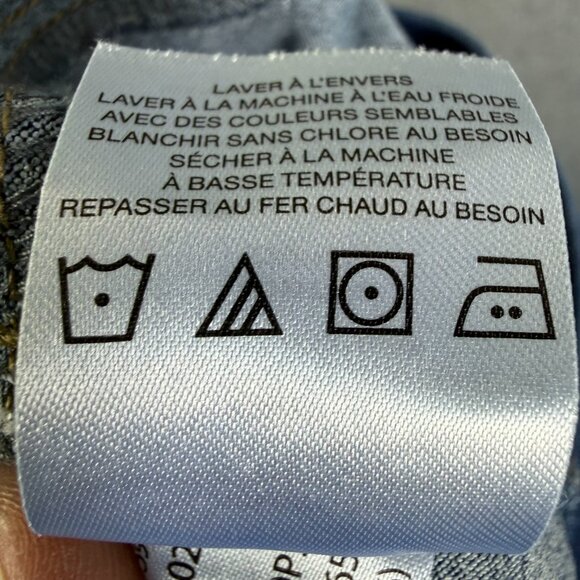 LAVER À L'ENVERS
LAVER À LA MACHINE À L'EAU FROIDE
AVEC DES COULEURS SEMBLABLES
BLANCHIR SANS CHLORE AU BESOIN
SÉCHER À LA MACHINE
À BASSE TEMPÉRATURE
REPASSER AU FER CHAUD AU BESOIN